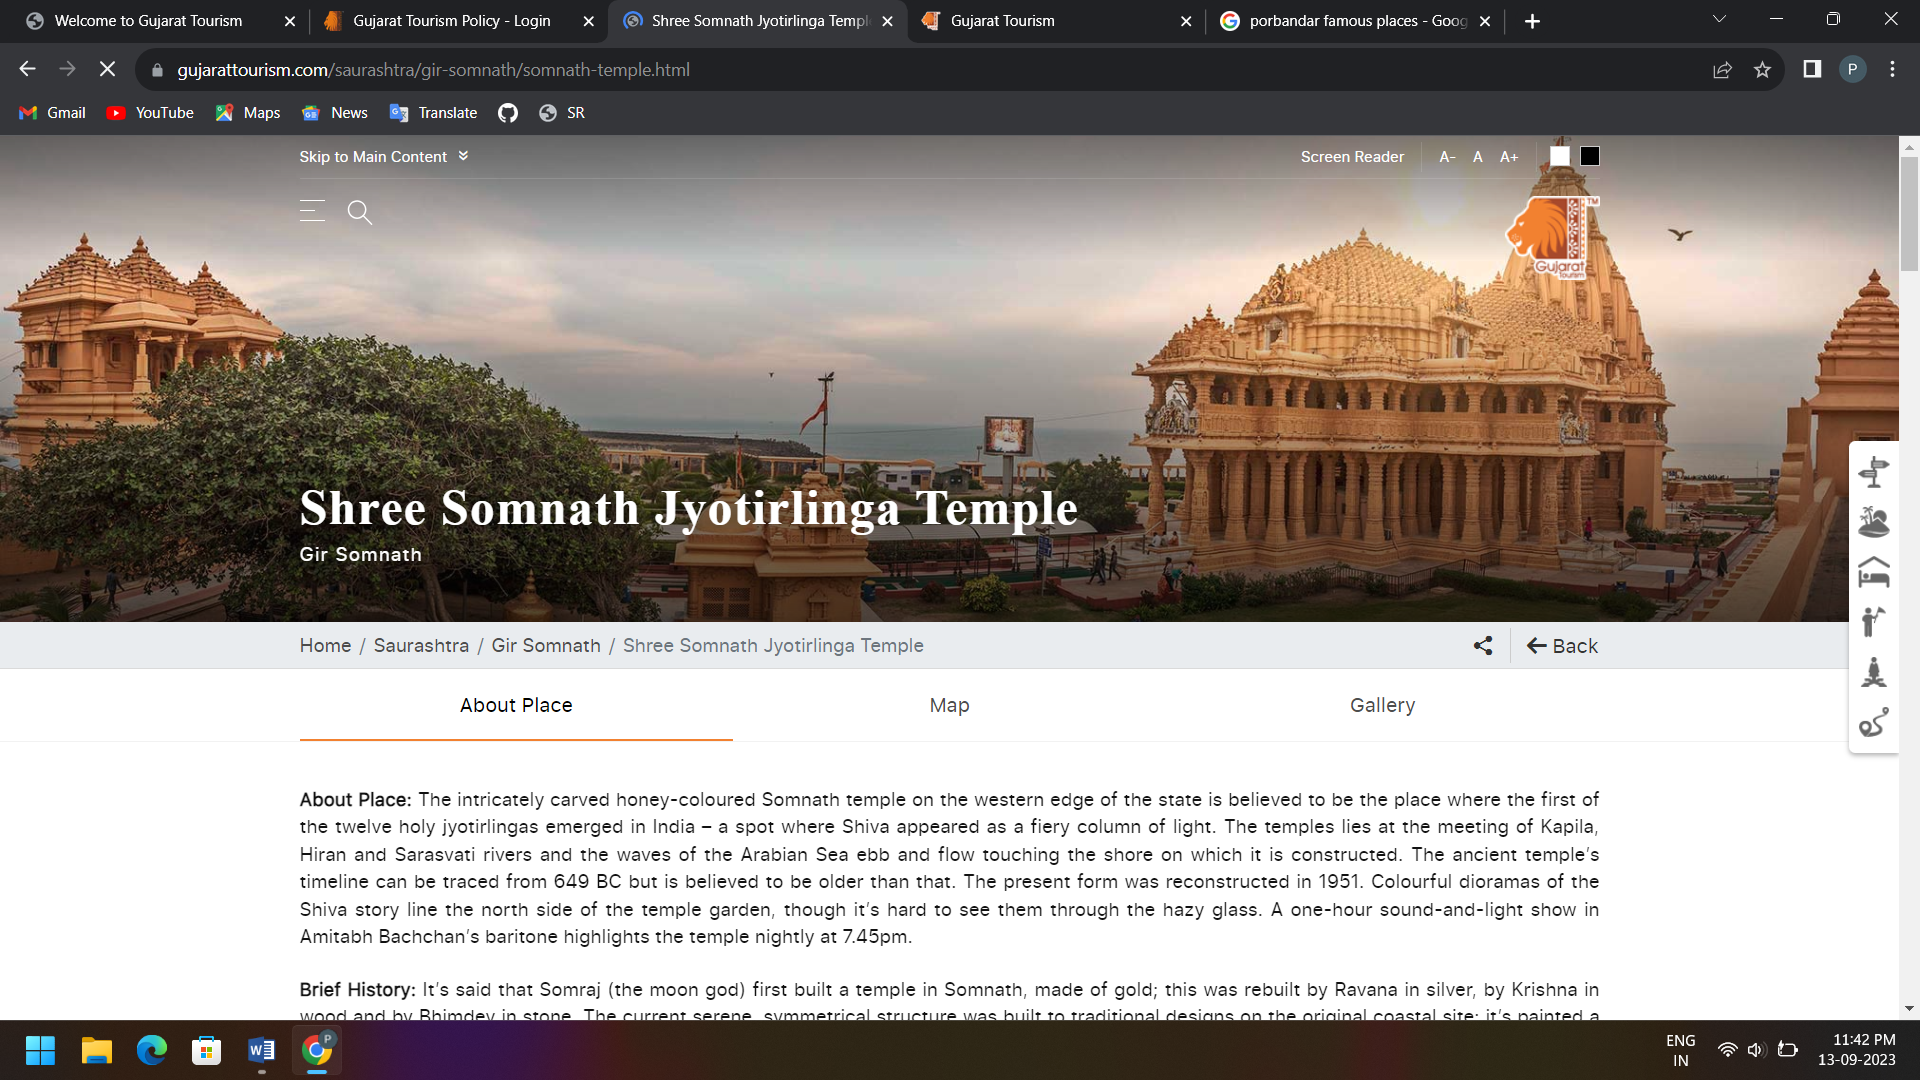 Welcome to Gujarat Tourism
Gujarat Tourism Policy - Login
Shree Somnath Jyotirlinga Templ
Gujarat Tourism
porbandar famous places - Goog
gujarattourism.com/saurashtra/gir-somnath/somnath-temple.html
P
Gmail
YouTube
Maps
News
Translate
SR
Skip to Main Content
Screen Reader
A-
A
A+
Gujarat
Tourism
TM
Shree Somnath Jyotirlinga Temple
Gir Somnath
Home / Saurashtra / Gir Somnath / Shree Somnath Jyotirlinga Temple
Back
About Place
Map
Gallery
About Place: The intricately carved honey-coloured Somnath temple on the western edge of the state is believed to be the place where the first of
the twelve holy jyotirlingas emerged in India – a spot where Shiva appeared as a fiery column of light. The temples lies at the meeting of Kapila,
Hiran and Sarasvati rivers and the waves of the Arabian Sea ebb and flow touching the shore on which it is constructed. The ancient temple's
timeline can be traced from 649 BC but is believed to be older than that. The present form was reconstructed in 1951. Colourful dioramas of the
Shiva story line the north side of the temple garden, though it's hard to see them through the hazy glass. A one-hour sound-and-light show in
Amitabh Bachchan's baritone highlights the temple nightly at 7.45pm.
Brief History: It's said that Somraj (the moon god) first built a temple in Somnath, made of gold; this was rebuilt by Ravana in silver, by Krishna in
wood and by Bhimdev in stone. The current serene, symmetrical structure was built to traditional designs on the original coastal site: it's painted a
P
ENG
IN
11:42 PM
13-09-2023